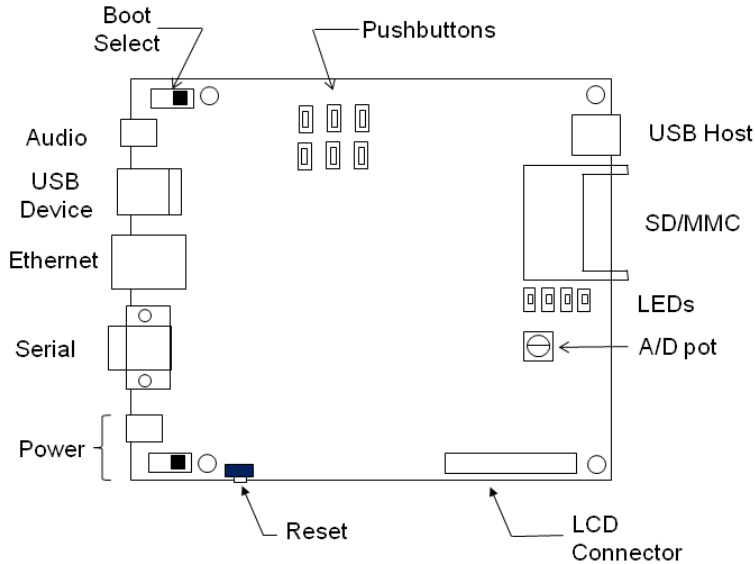 Boot
Select
Pushbuttons
Audio
USB Host
USB
Device
SD/MMC
Ethernet
LEDs
Serial
A/D pot
Power
Reset
LCD
Connector